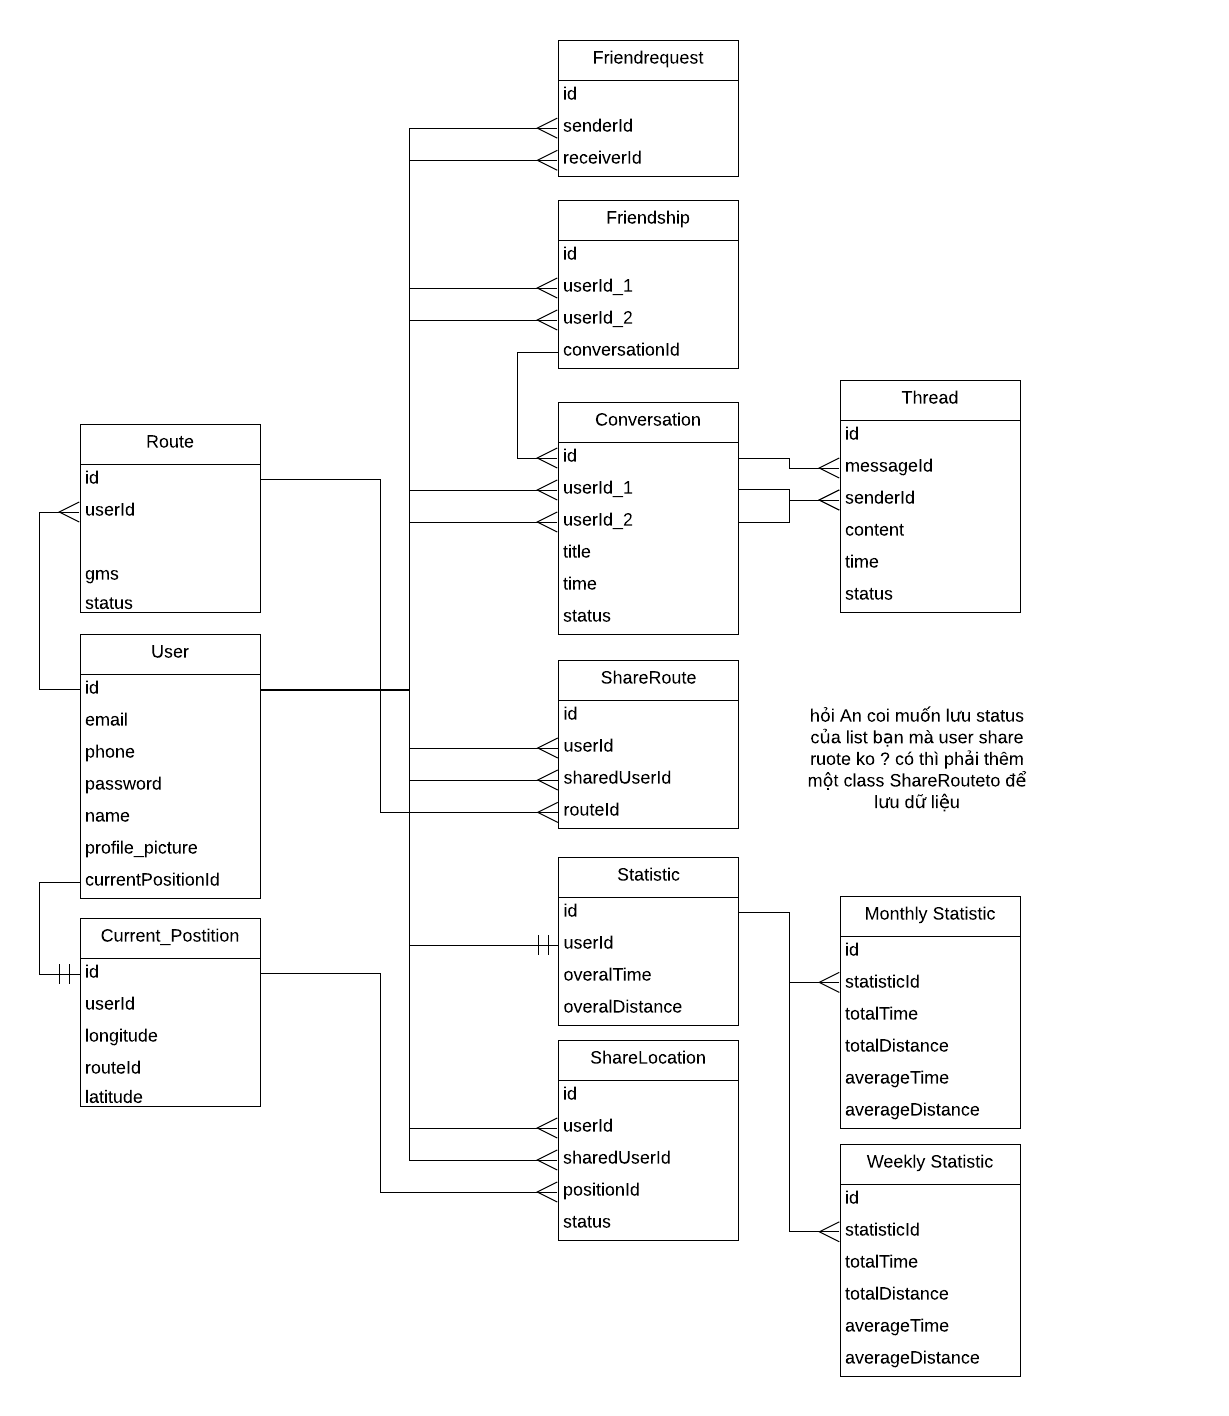 Friendrequest
id
senderId
receiverId
Friendship
id
userId_1
userId_2
conversationId
Conversation
id
userId_1
userId_2
title
time
status
Thread
id
messageId
senderId
content
time
status
Route
id
userId
gms
status
User
id
email
phone
password
name
profile_picture
currentPositionId
Current_Postition
id
userId
longitude
routeId
latitude
ShareRoute
id
userId
sharedUserId
routeId
hỏi An coi muốn lưu status
của list bạn mà user share
ruote ko ? có thì phải thêm
một class ShareRouteto để
lưu dữ liệu
Statistic
id
userId
overalTime
overalDistance
ShareLocation
id
userId
sharedUserId
positionId
status
Monthly Statistic
id
statisticId
totalTime
totalDistance
averageTime
averageDistance
Weekly Statistic
id
statisticId
totalTime
totalDistance
averageTime
averageDistance